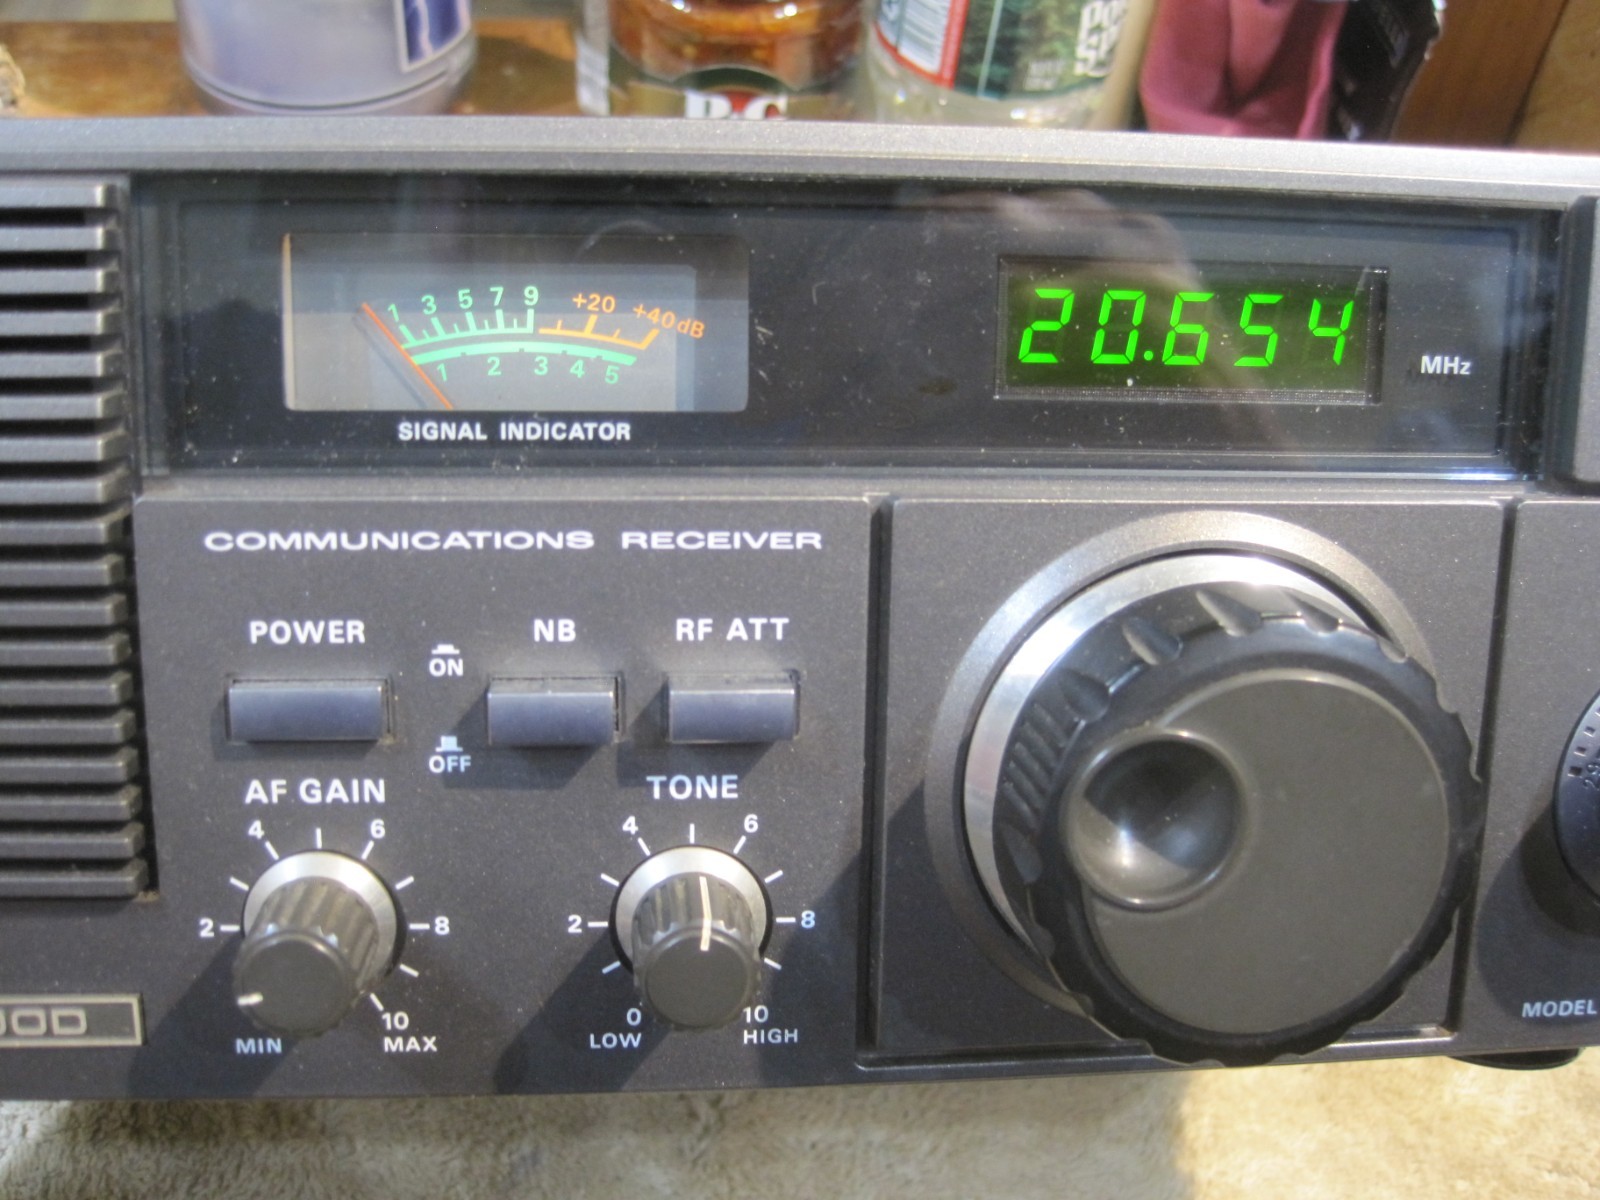 P.C
1 3 5 7 9 +20 +40dB
1 2 3 4 5
SIGNAL INDICATOR
20.654
MHz
COMMUNICATIONS RECEIVER
POWER
ON
OFF
NB
RF ATT
AF GAIN
2 4 6 8 10
MIN
MAX
TONE
0 2 4 6 8 10
LOW
HIGH
OOD
MODEL